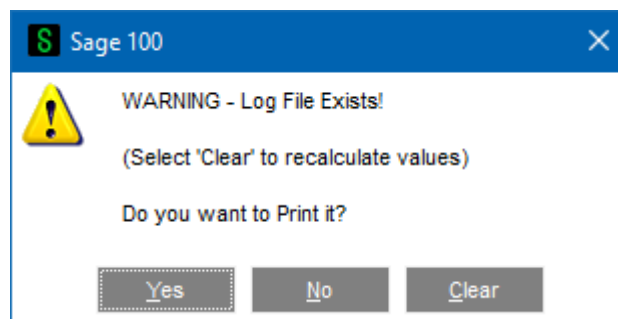 S Sage 100
WARNING - Log File Exists!
(Select 'Clear' to recalculate values)
Do you want to Print it?
Yes No Clear